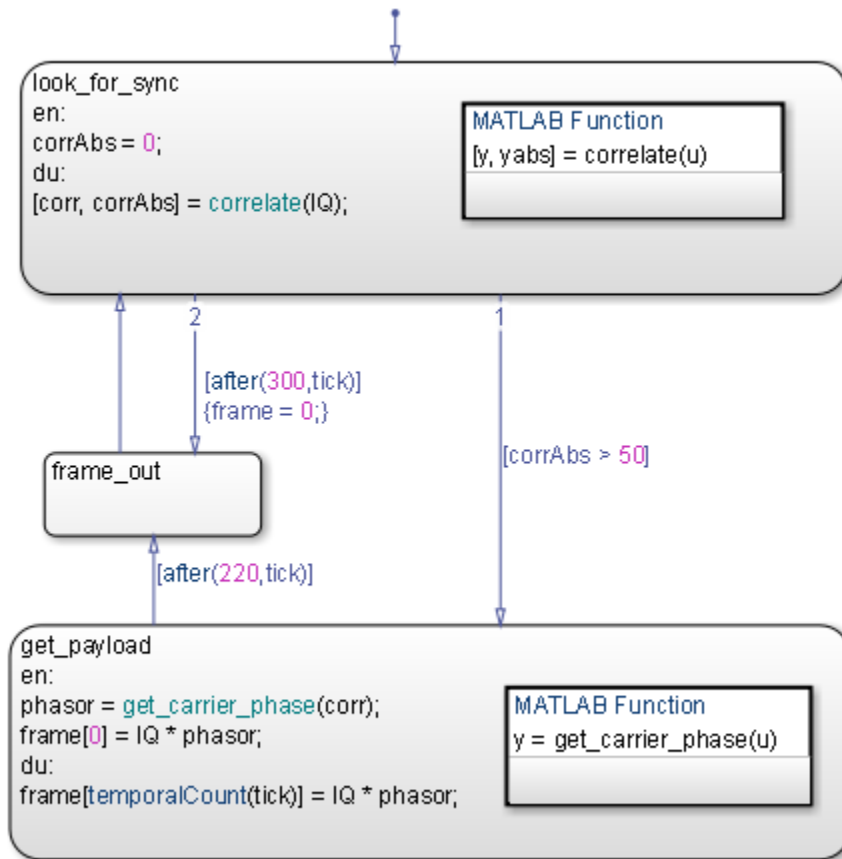 look_for_sync
en:
corrAbs = 0;
du:
[corr, corrAbs] = correlate(IQ);
MATLAB Function
[y, yabs] = correlate(u)
2
1
[after(300,tick)]
{frame = 0;}
[corrAbs > 50]
frame_out
[after(220,tick)]
get_payload
en:
phasor = get_carrier_phase(corr);
frame[0] = IQ * phasor;
du:
frame[temporalCount(tick)] = IQ * phasor;
MATLAB Function
y = get_carrier_phase(u)